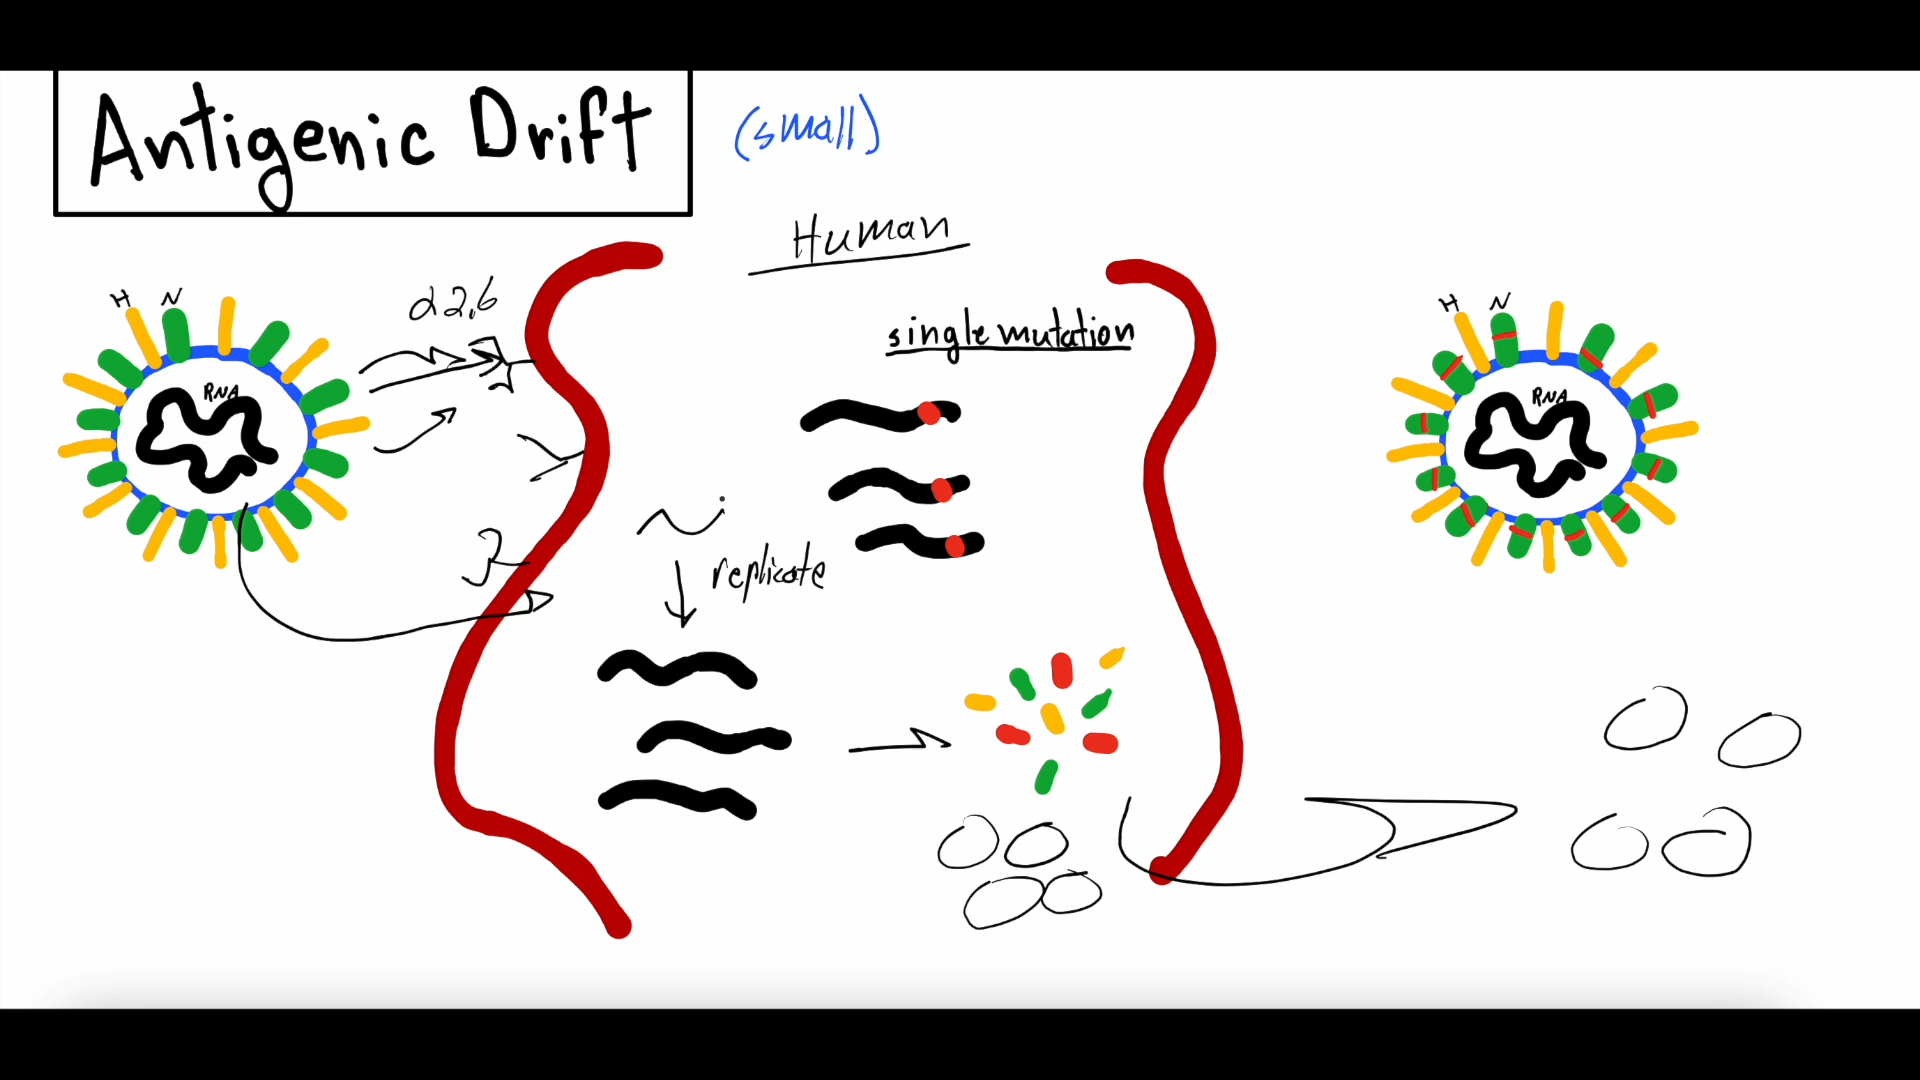 Antigenic Drift
(small)
Human
H N
α2,6
H N
single mutation
RNA
RNA
replicate